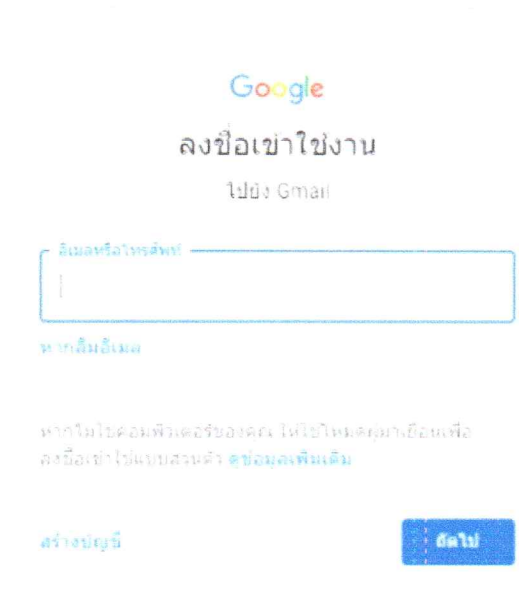 Google
ลงชื่อเข้าใช้งาน
ไปยัง Gmail
อีเมลหรือโทรศัพท์
หากลืมอีเมล
หากไม่ใช่คอมพิวเตอร์ของคุณ ให้ใช้โหมดผู้มาเยือนเพื่อ
ลงชื่อเข้าใช้แบบส่วนตัว ดูข้อมูลเพิ่มเติม
สร้างบัญชี
ถัดไป